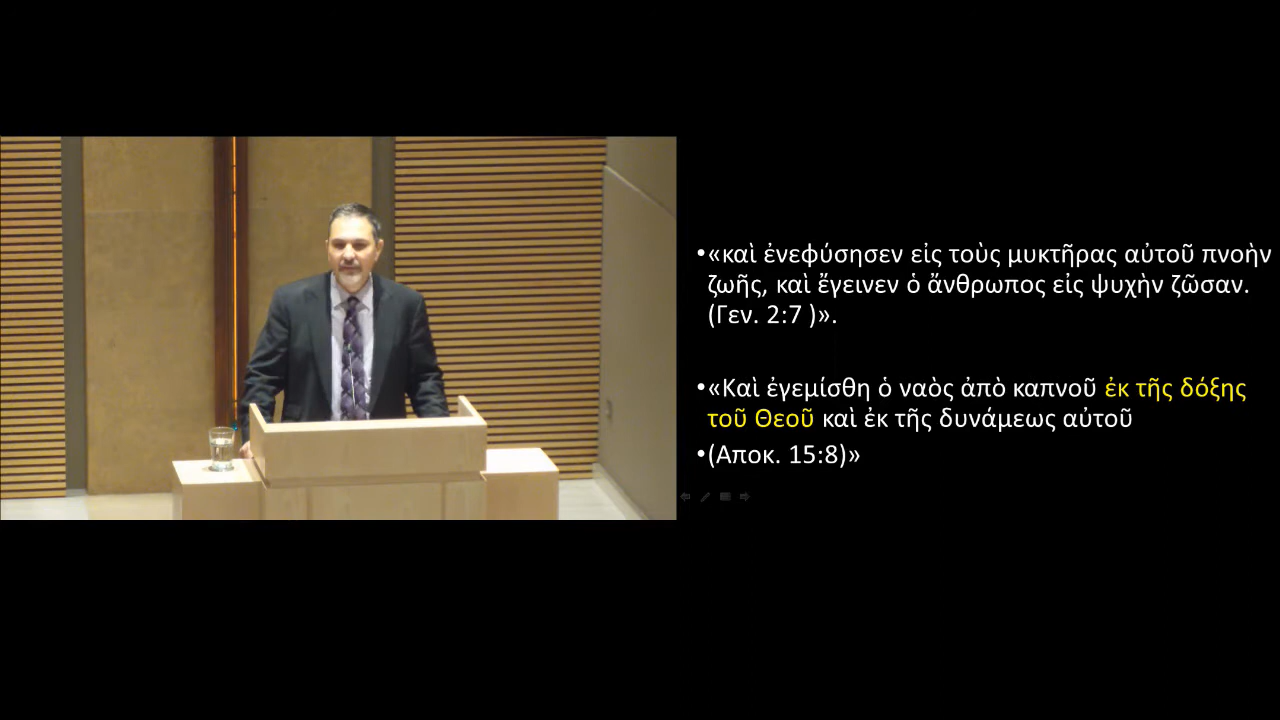 •«καὶ ἐνεφύσησεν εἰς τοὺς μυκτῆρας αὐτοῦ πνοὴν
ζωῆς, καὶ ἔγεινεν ὁ ἄνθρωπος εἰς ψυχὴν ζῶσαν.
(Γεν. 2:7 )».
•«Καὶ ἐγεμίσθη ὁ ναὸς ἀπὸ καπνοῦ ἐκ τῆς δόξης
τοῦ Θεοῦ καὶ ἐκ τῆς δυνάμεως αὐτοῦ
•(Αποκ. 15:8)»